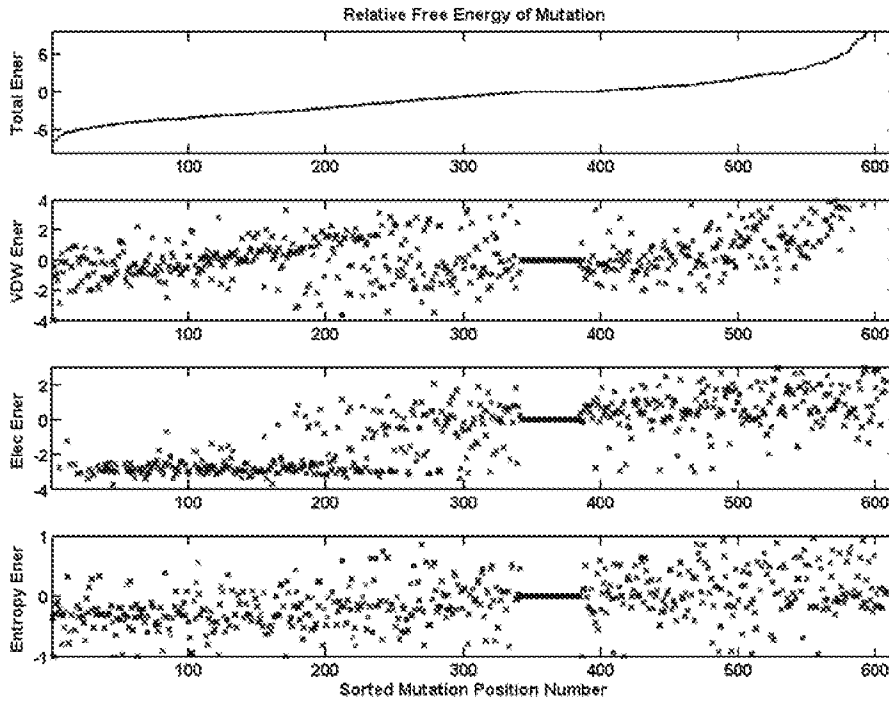 Relative Free Energy of Mutation
Total Ener
6
0
-6
100 200 300 400 500 600
VDW Ener
4
2
0
-2
-4
100 200 300 400 500 600
Elec Ener
2
0
-2
-4
100 200 300 400 500 600
Entropy Ener
1
0
-1
100 200 300 400 500 600
Sorted Mutation Position Number